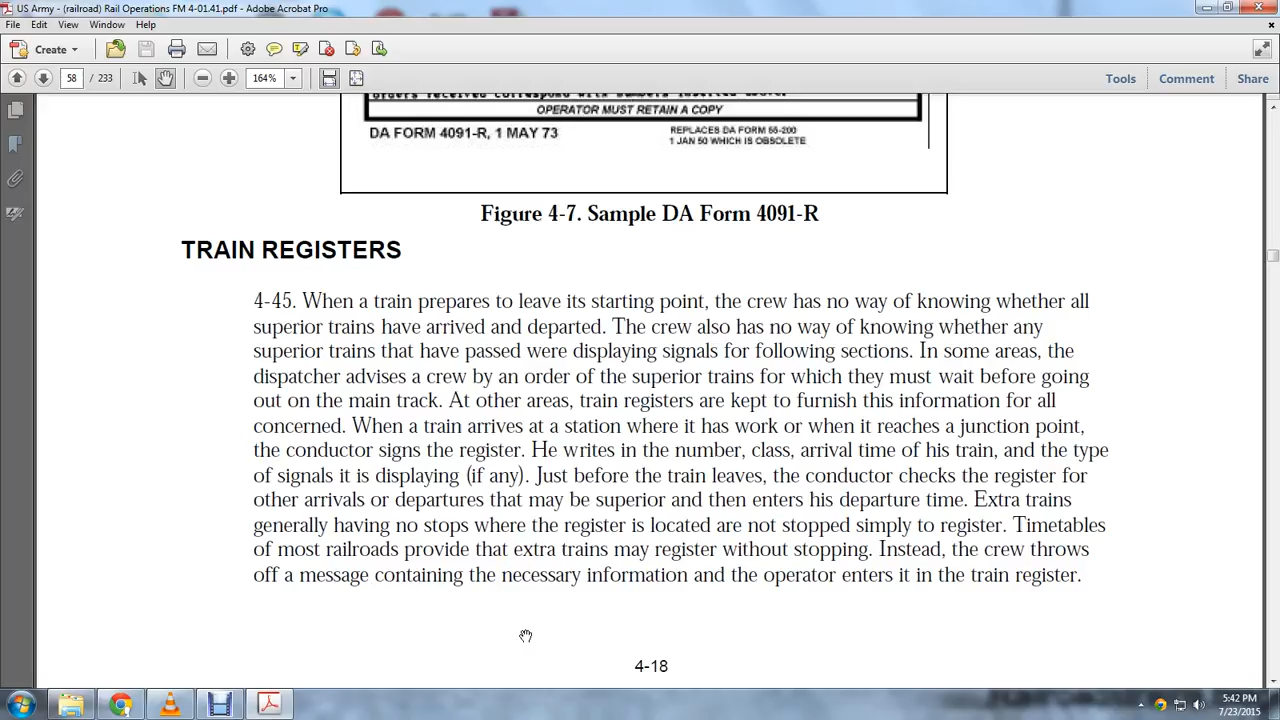 US Army - (railroad) Rail Operations FM 4-01.41.pdf - Adobe Acrobat Pro
File Edit View Window Help
Create
58 / 233 164% Tools Comment Share
orders received correspond with numbers inserted above.
OPERATOR MUST RETAIN A COPY
DA FORM 4091-R, 1 MAY 73
REPLACES DA FORM 55-200
1 JAN 50 WHICH IS OBSOLETE
Figure 4-7. Sample DA Form 4091-R
TRAIN REGISTERS
4-45. When a train prepares to leave its starting point, the crew has no way of knowing whether all
superior trains have arrived and departed. The crew also has no way of knowing whether any
superior trains that have passed were displaying signals for following sections. In some areas, the
dispatcher advises a crew by an order of the superior trains for which they must wait before going
out on the main track. At other areas, train registers are kept to furnish this information for all
concerned. When a train arrives at a station where it has work or when it reaches a junction point,
the conductor signs the register. He writes in the number, class, arrival time of his train, and the type
of signals it is displaying (if any). Just before the train leaves, the conductor checks the register for
other arrivals or departures that may be superior and then enters his departure time. Extra trains
generally having no stops where the register is located are not stopped simply to register. Timetables
of most railroads provide that extra trains may register without stopping. Instead, the crew throws
off a message containing the necessary information and the operator enters it in the train register.
4-18
5:42 PM
7/23/2015